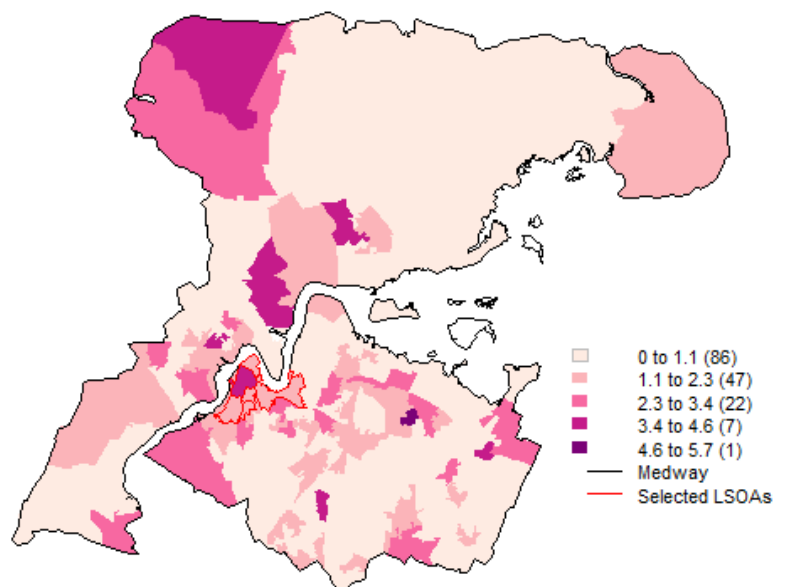 0 to 1.1 (86)
1.1 to 2.3 (47)
2.3 to 3.4 (22)
3.4 to 4.6 (7)
4.6 to 5.7 (1)
Medway
Selected LSOAs